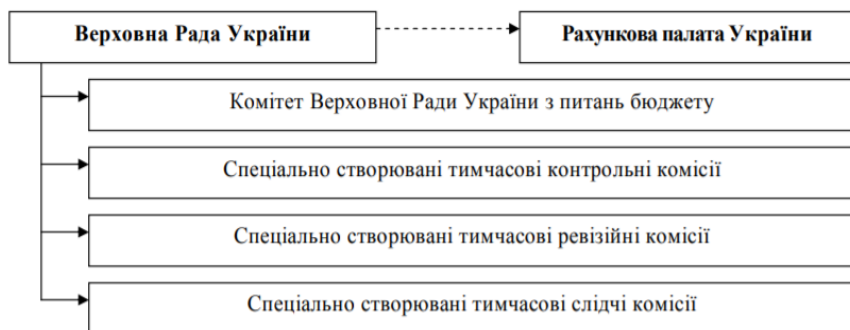 Верховна Рада України
Рахункова палата України
Комітет Верховної Ради України з питань бюджету
Спеціально створювані тимчасові контрольні комісії
Спеціально створювані тимчасові ревізійні комісії
Спеціально створювані тимчасові слідчі комісії